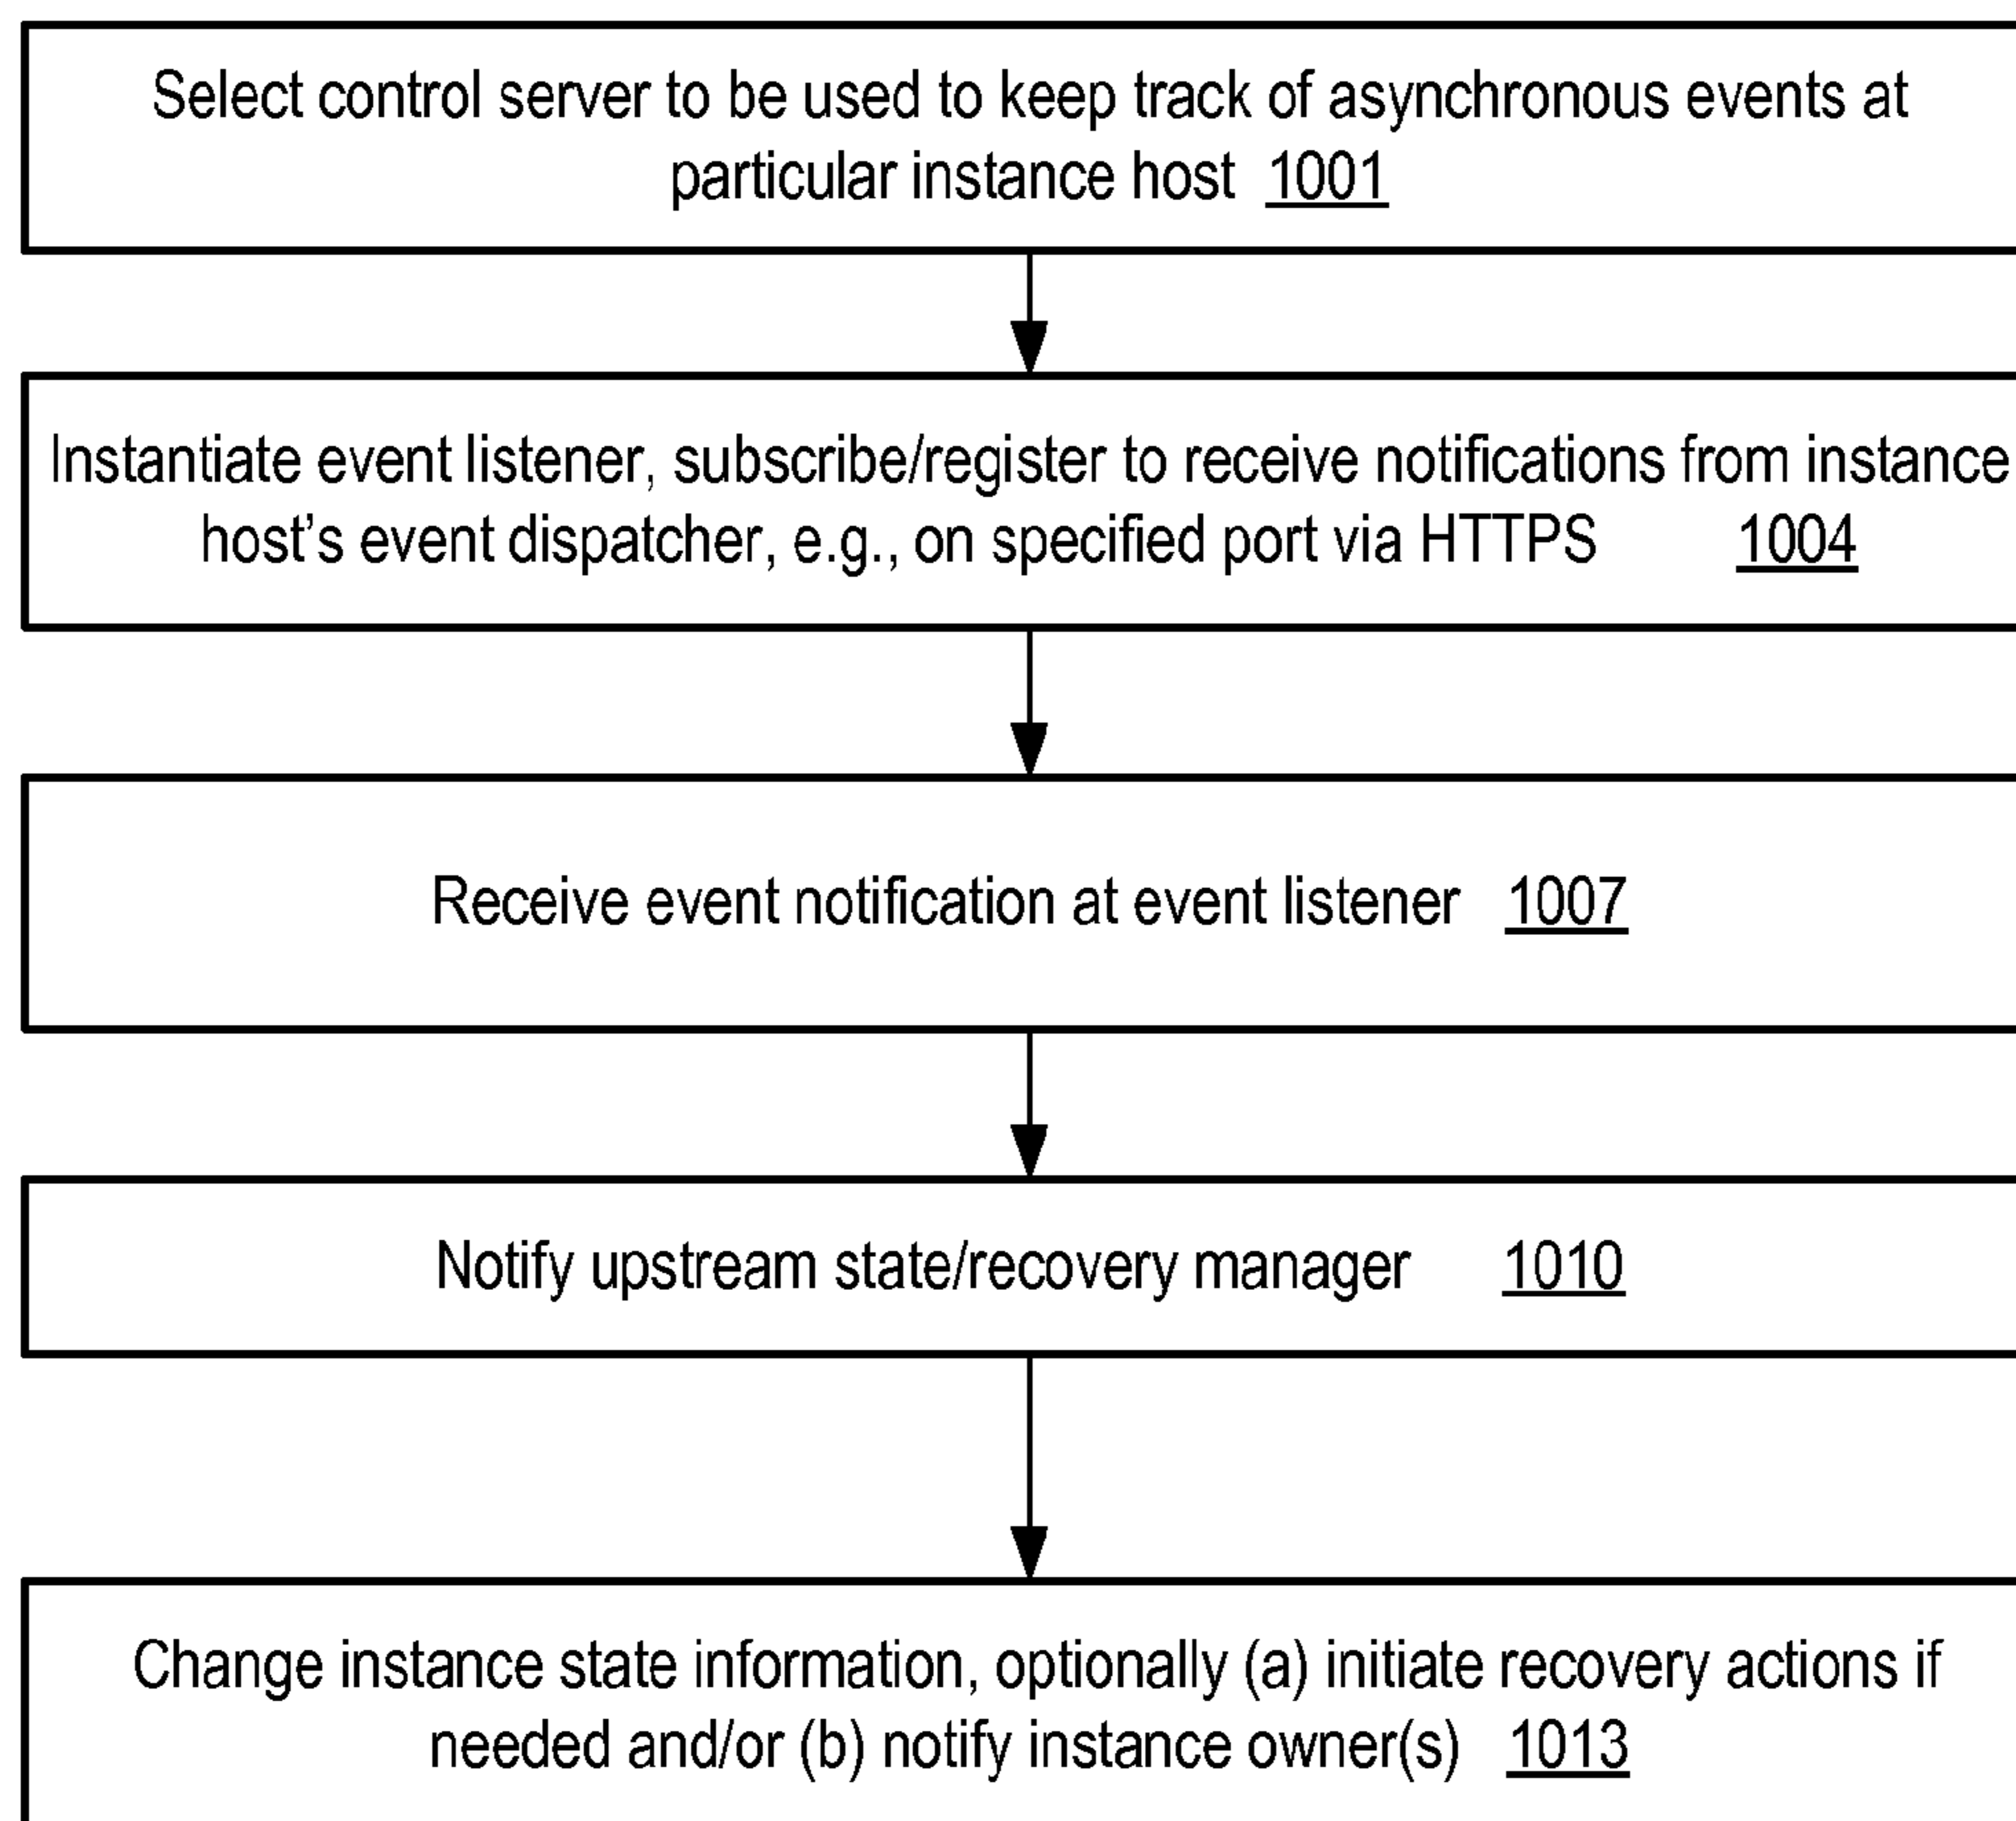 Select control server to be used to keep track of asynchronous events at
particular instance host 1001
Instantiate event listener, subscribe/register to receive notifications from instance
host’s event dispatcher, e.g., on specified port via HTTPS 1004
Receive event notification at event listener 1007
Notify upstream state/recovery manager 1010
Change instance state information, optionally (a) initiate recovery actions if
needed and/or (b) notify instance owner(s) 1013